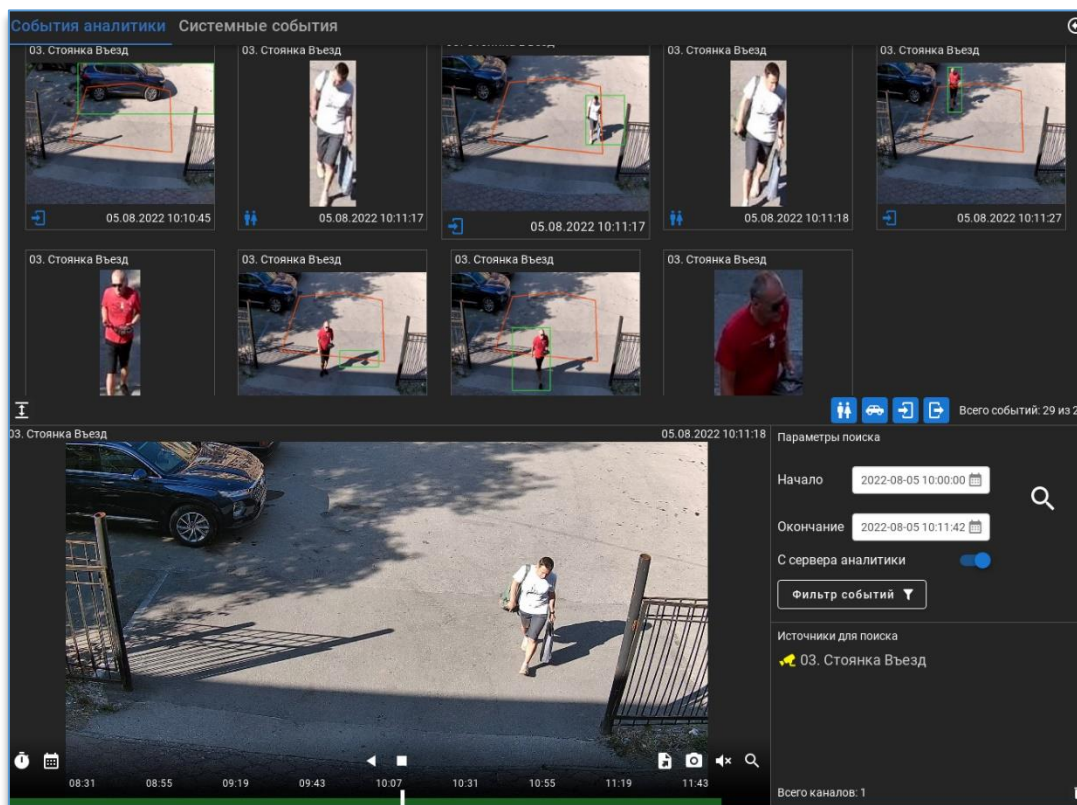 События аналитики Системные события
03. Стоянка Въезд
03. Стоянка Въезд
03. Стоянка Въезд
03. Стоянка Въезд
03. Стоянка Въезд
05.08.2022 10:10:45
05.08.2022 10:11:17
05.08.2022 10:11:17
05.08.2022 10:11:18
05.08.2022 10:11:27
03. Стоянка Въезд
03. Стоянка Въезд
03. Стоянка Въезд
03. Стоянка Въезд
Всего событий: 29 из 2
03. Стоянка Въезд
05.08.2022 10:11:18
Параметры поиска
Начало 2022-08-05 10:00:00
Окончание 2022-08-05 10:11:42
С сервера аналитики
Фильтр событий
Источники для поиска
03. Стоянка Въезд
08:31 08:55 09:19 09:43 10:07 10:31 10:55 11:19 11:43
Всего каналов: 1